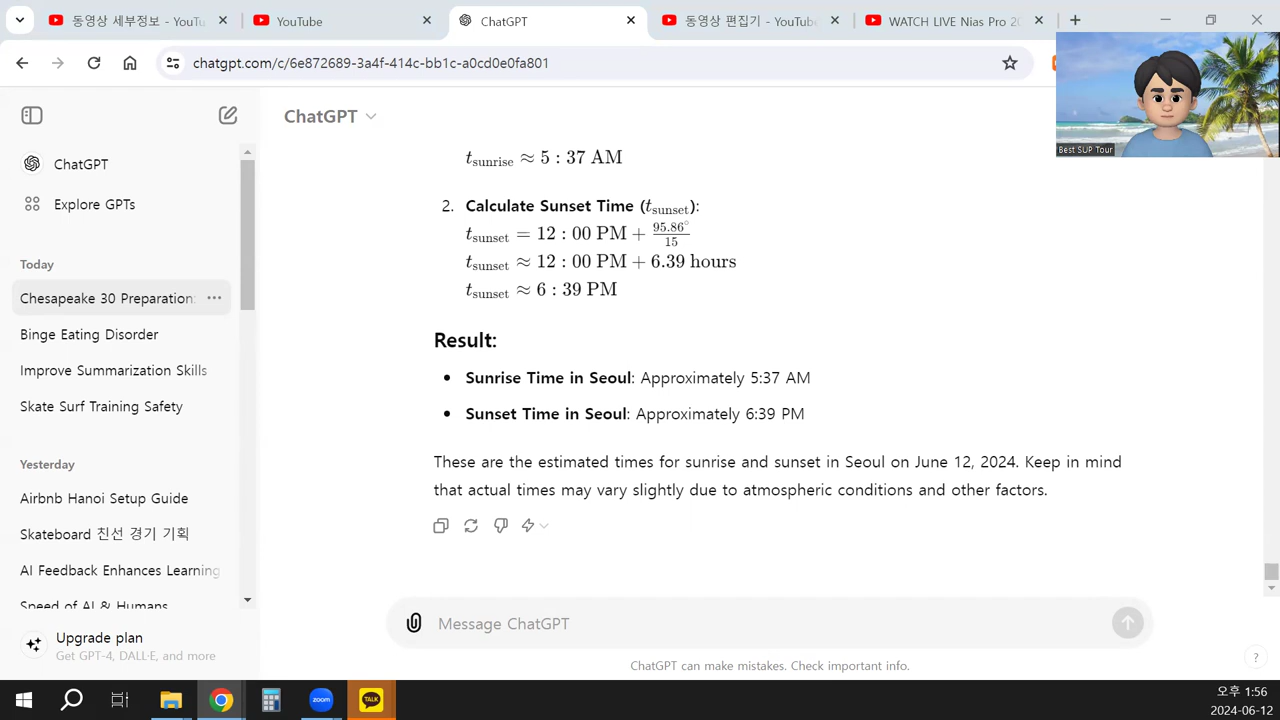 동영상 세부정보 - YouTu
YouTube
ChatGPT
동영상 편집기 - YouTube
WATCH LIVE Nias Pro 20
chatgpt.com/c/6e872689-3a4f-414c-bb1c-a0cd0e0fa801
Best SUP Tour
ChatGPT
ChatGPT
Explore GPTs
Today
Chesapeake 30 Preparation
Binge Eating Disorder
Improve Summarization Skills
Skate Surf Training Safety
Yesterday
Airbnb Hanoi Setup Guide
Skateboard 친선 경기 기획
AI Feedback Enhances Learning
Speed of AI & Humans
Upgrade plan
Get GPT-4, DALL·E, and more
t_sunrise ≈ 5 : 37 AM
2. Calculate Sunset Time (t_sunset):
t_sunset = 12 : 00 PM + 95.86°/15
t_sunset ≈ 12 : 00 PM + 6.39 hours
t_sunset ≈ 6 : 39 PM
Result:
• Sunrise Time in Seoul: Approximately 5:37 AM
• Sunset Time in Seoul: Approximately 6:39 PM
These are the estimated times for sunrise and sunset in Seoul on June 12, 2024. Keep in mind
that actual times may vary slightly due to atmospheric conditions and other factors.
Message ChatGPT
ChatGPT can make mistakes. Check important info.
?
zoom
TALK
오후 1:56
2024-06-12